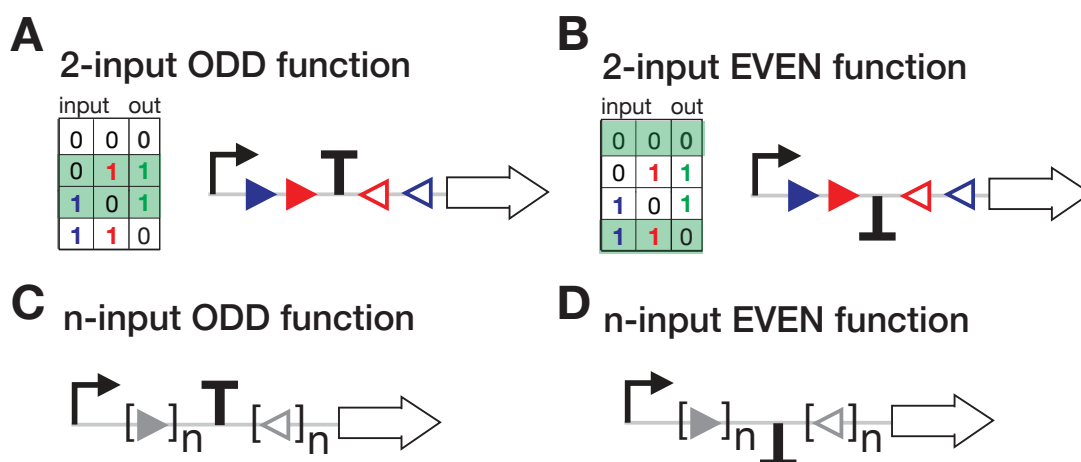 A
2-input ODD function
input out
0 0 0
0 1 1
1 0 1
1 1 0
B
2-input EVEN function
input out
0 0 1
0 1 1
1 0 1
1 1 0
C
n-input ODD function
[ ]n [ ]n
D
n-input EVEN function
[ ]n [ ]n